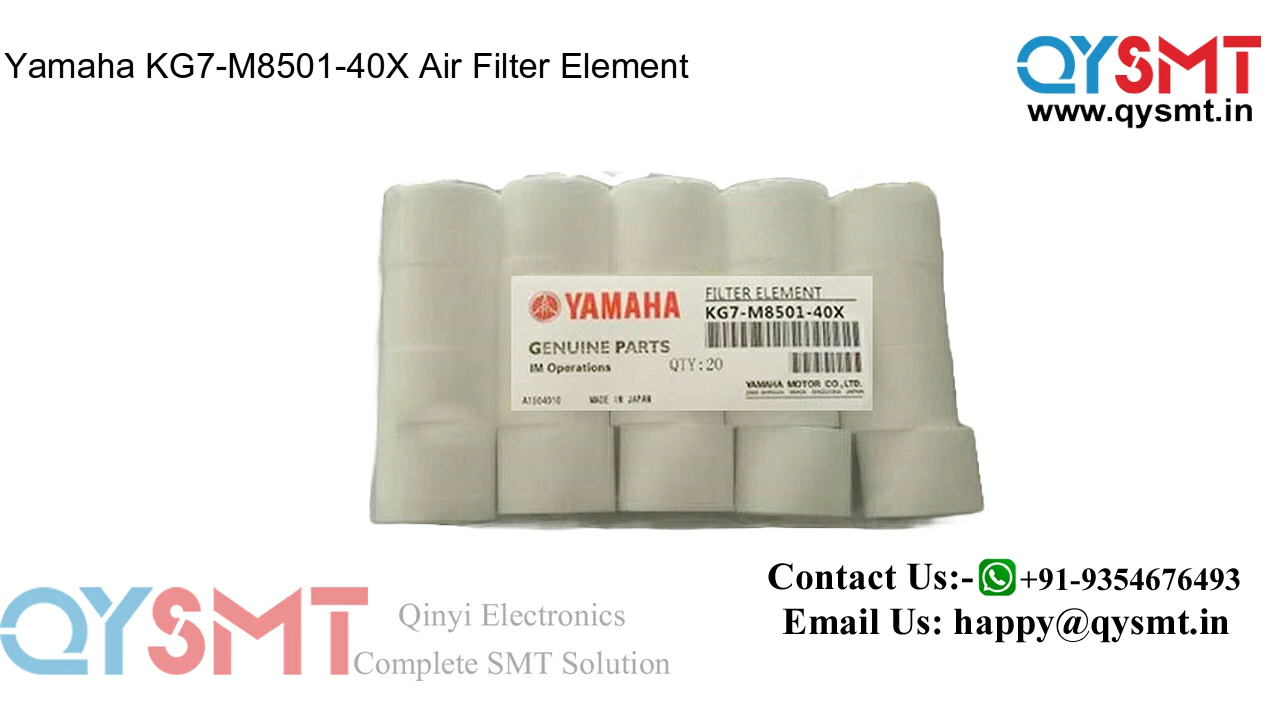 Yamaha KG7-M8501-40X Air Filter Element
QYSMT
www.qysmt.in
YAMAHA
FILTER ELEMENT
KG7-M8501-40X
GENUINE PARTS
IM Operations
QTY:20
YAMAHA MOTOR CO.,LTD.
A1504010
MADE IN JAPAN
QYSMT
Qinyi Electronics
Complete SMT Solution
Contact Us:- +91-9354676493
Email Us: happy@qysmt.in